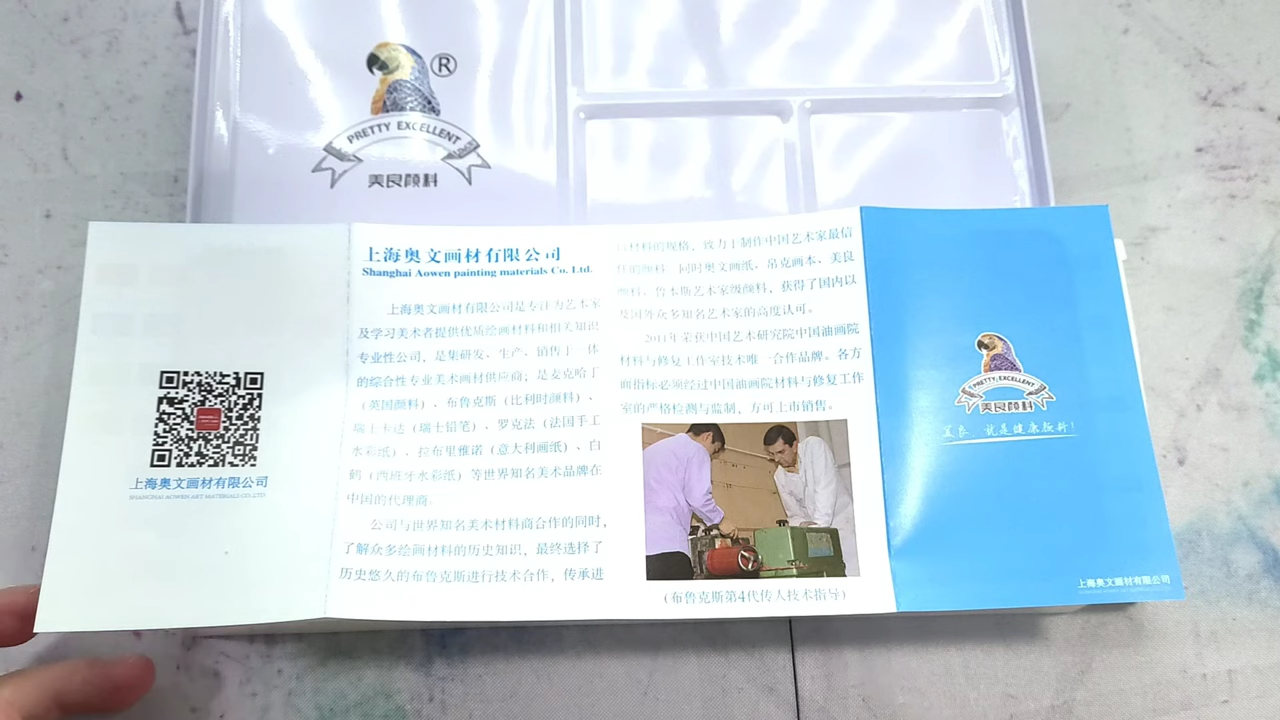 ®
PRETTY EXCELLENT
美良颜料
上海奥文画材有限公司
SHANGHAI AOWEN ART MATERIALS CO.,LTD.
上海奥文画材有限公司
Shanghai Aowen painting materials Co. Ltd.
上海奥文画材有限公司是专注为艺术家
及学习美术者提供优质绘画材料和相关知识
专业性公司，是集研发、生产、销售于一体
的综合性专业美术画材供应商；是麦克哈丁
（英国颜料）、布鲁克斯（比利时颜料）、
瑞士卡达（瑞士铅笔）、罗克法（法国手工
水彩纸）、拉布里雅诺（意大利画纸）、白
鹤（西班牙水彩纸）等世界知名美术品牌在
中国的代理商。
公司与世界知名美术材料商合作的同时，
了解众多绘画材料的历史知识，最终选择了
历史悠久的布鲁克斯进行技术合作，传承进
材料的规格，致力于制作中国艺术家最信
任的颜料。同时奥文画纸、吊克画本、美良
颜料、鲁本斯艺术家级颜料，获得了国内以
及国外众多知名艺术家的高度认可。
2011年荣获中国艺术研究院中国油画院
材料与修复工作室技术唯一合作品牌。各方
面指标必须经过中国油画院材料与修复工作
室的严格检测与监制，方可上市销售。
（布鲁克斯第4代传人技术指导）
PRETTY EXCELLENT
美良颜料
美良 就是健康颜料！
上海奥文画材有限公司